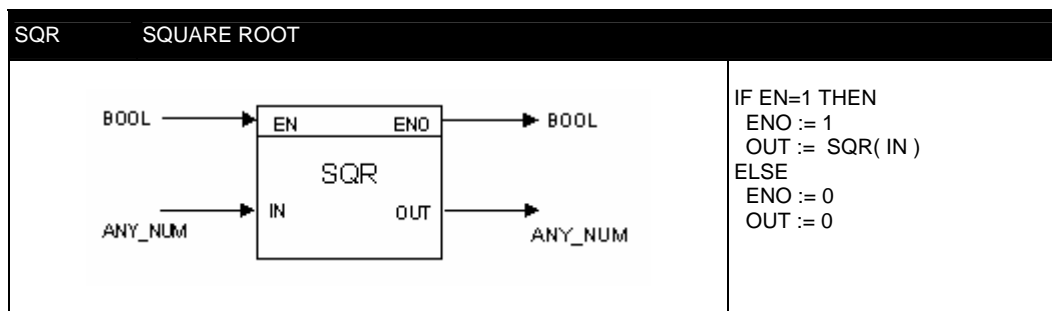 SQR SQUARE ROOT
BOOL EN ENO BOOL
SQR
ANY_NUM IN OUT ANY_NUM
IF EN=1 THEN
ENO := 1
OUT := SQR( IN )
ELSE
ENO := 0
OUT := 0